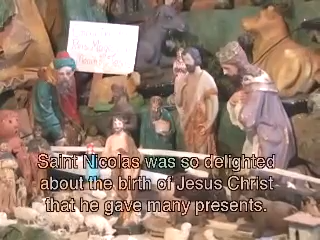 Saint Nicolas was so delighted
about the birth of Jesus Christ
that he gave many presents.